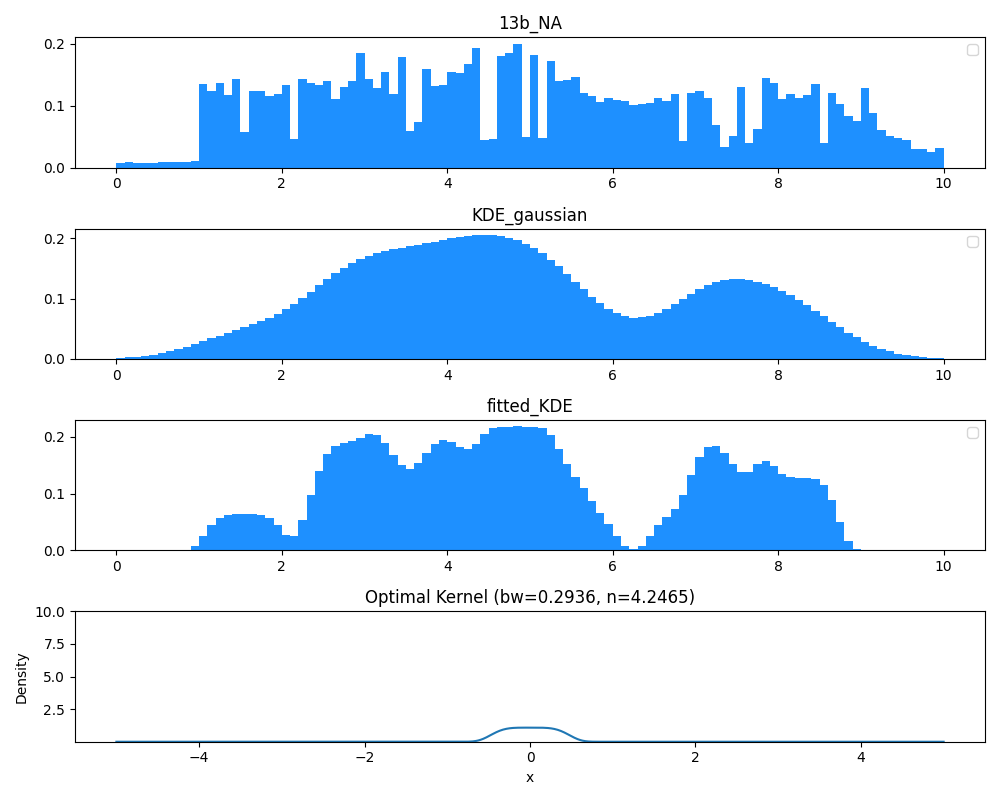 13b_NA
0.2
0.1
0.0
0 2 4 6 8 10
KDE_gaussian
0.2
0.1
0.0
0 2 4 6 8 10
fitted_KDE
0.2
0.1
0.0
0 2 4 6 8 10
Optimal Kernel (bw=0.2936, n=4.2465)
10.0
7.5
5.0
2.5
Density
−4 −2 0 2 4
x